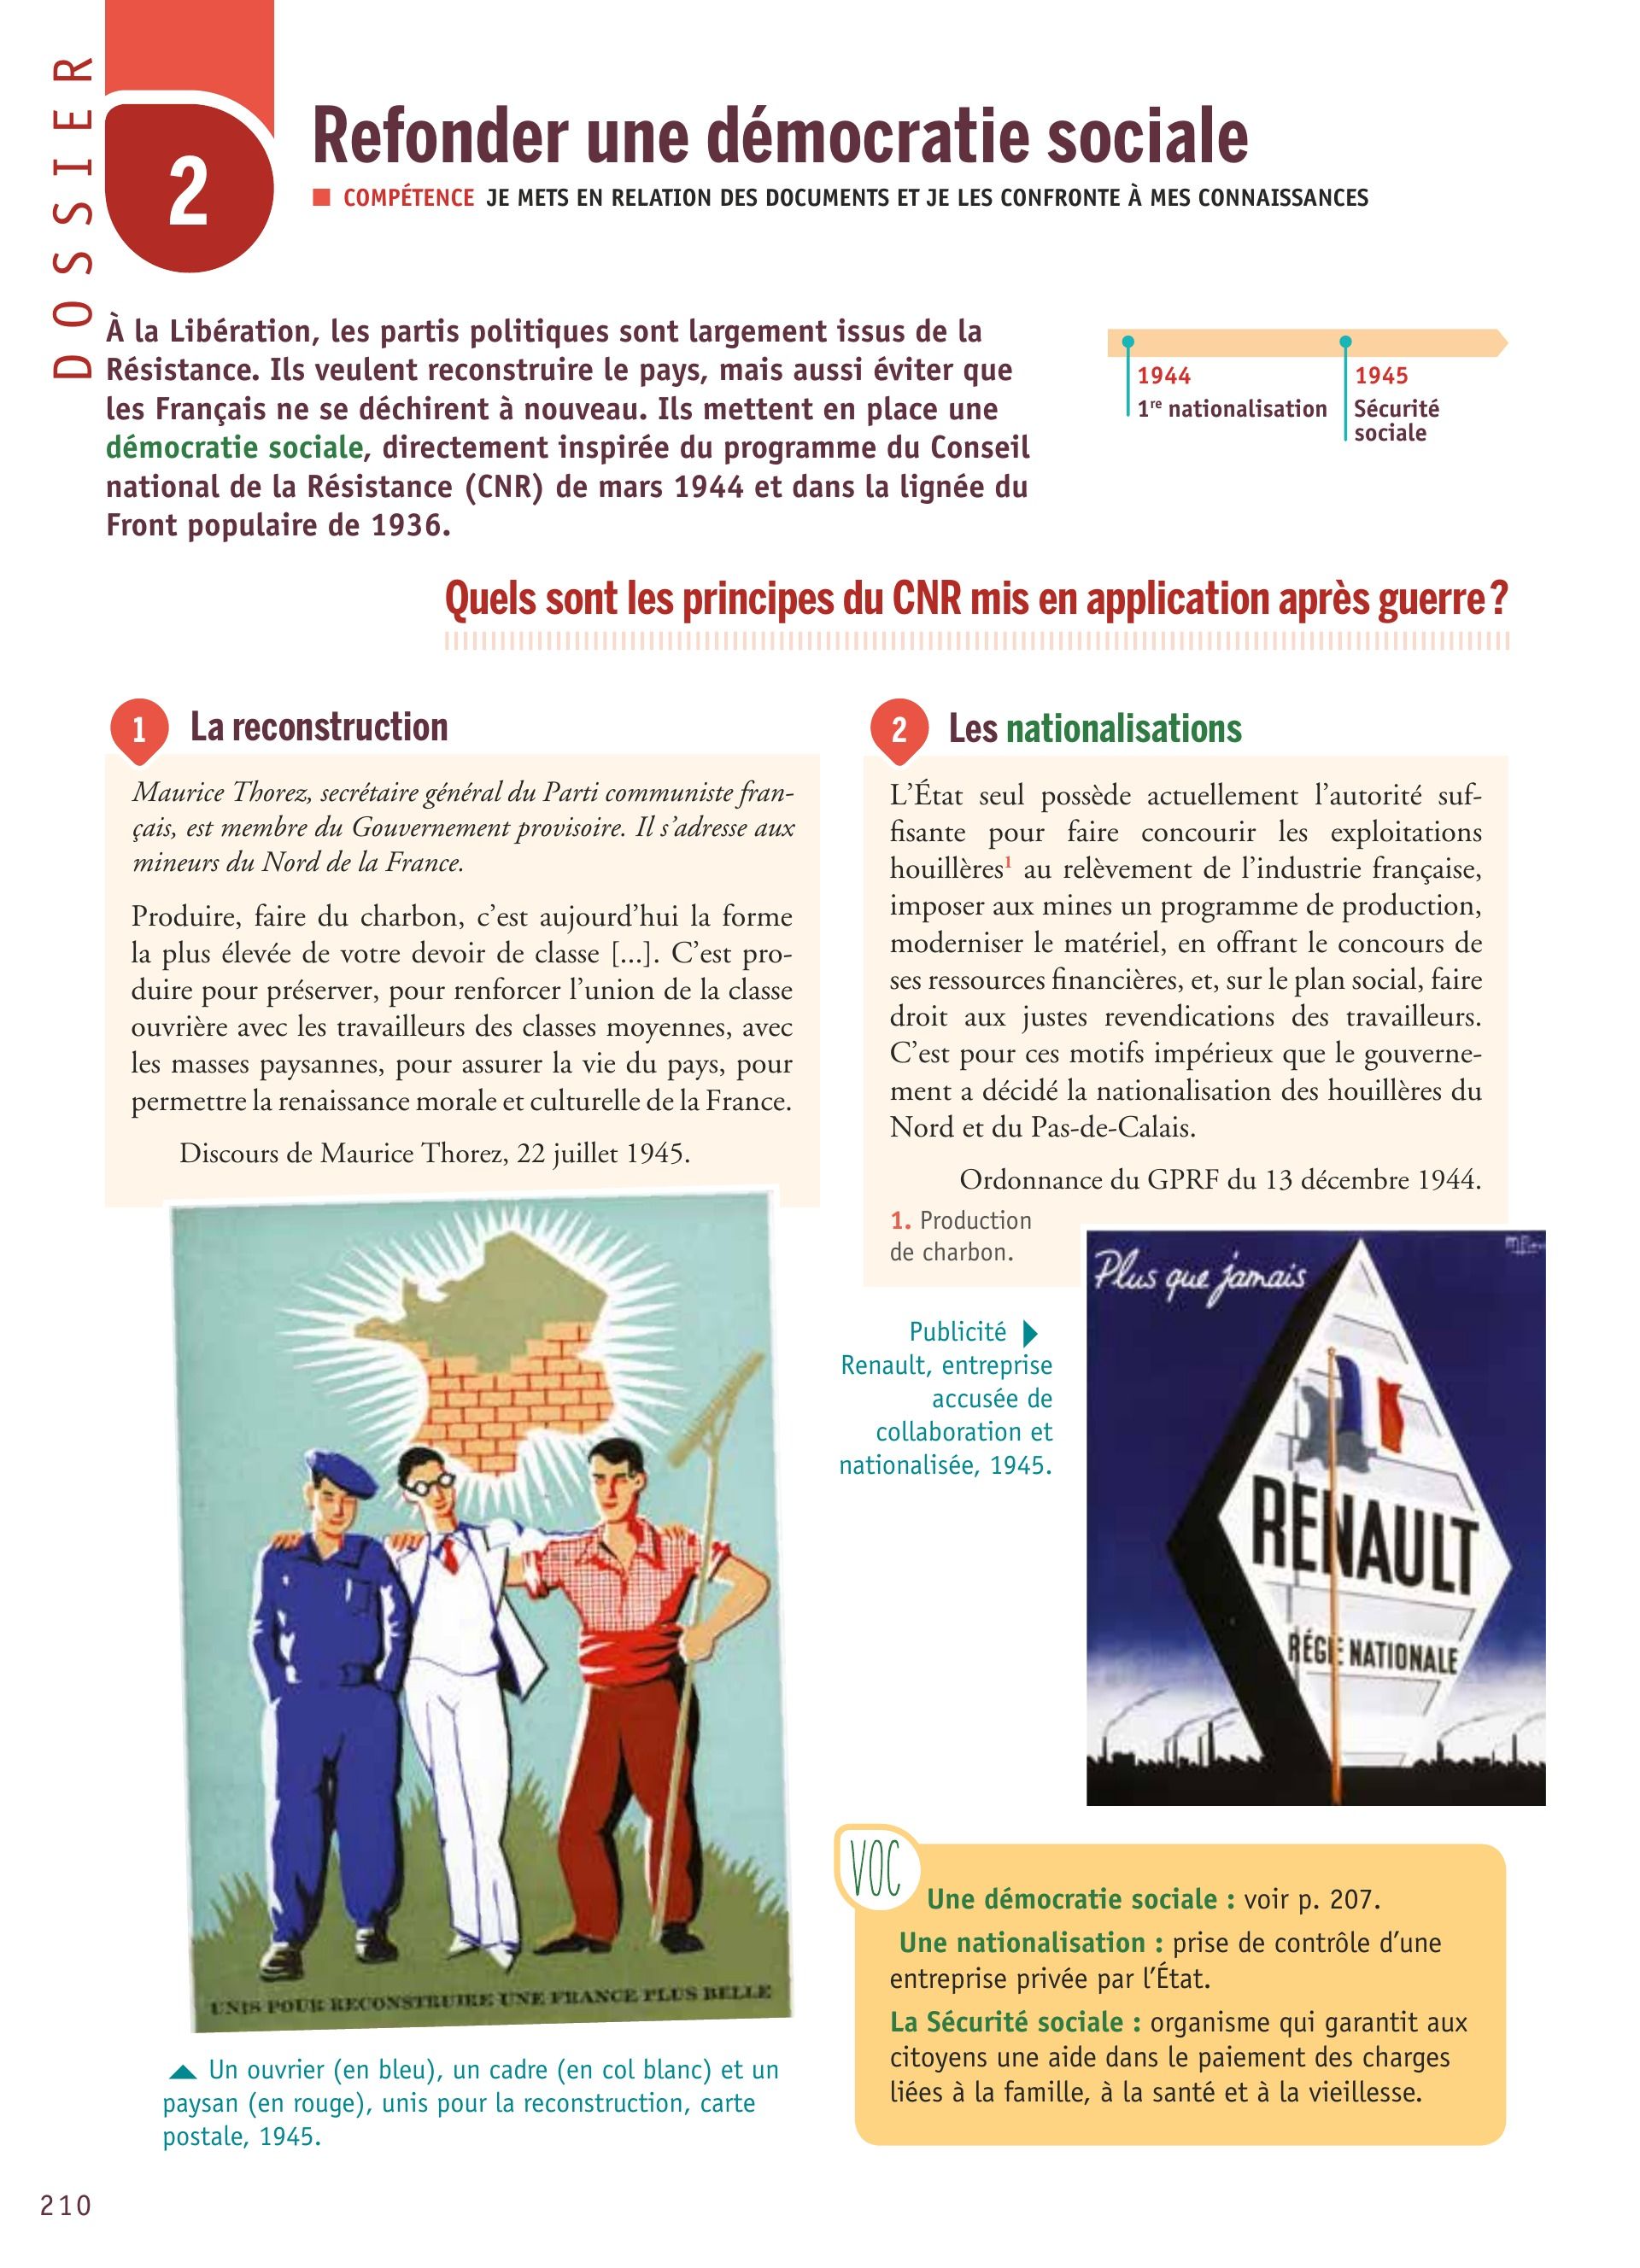 DOSSIER
2
Refonder une démocratie sociale
■ COMPÉTENCE JE METS EN RELATION DES DOCUMENTS ET JE LES CONFRONTE À MES CONNAISSANCES
À la Libération, les partis politiques sont largement issus de la
Résistance. Ils veulent reconstruire le pays, mais aussi éviter que
les Français ne se déchirent à nouveau. Ils mettent en place une
démocratie sociale, directement inspirée du programme du Conseil
national de la Résistance (CNR) de mars 1944 et dans la lignée du
Front populaire de 1936.
1944
1re nationalisation
1945
Sécurité
sociale
Quels sont les principes du CNR mis en application après guerre ?
1 La reconstruction
Maurice Thorez, secrétaire général du Parti communiste fran-
çais, est membre du Gouvernement provisoire. Il s'adresse aux
mineurs du Nord de la France.
Produire, faire du charbon, c'est aujourd'hui la forme
la plus élevée de votre devoir de classe [...]. C'est pro-
duire pour préserver, pour renforcer l'union de la classe
ouvrière avec les travailleurs des classes moyennes, avec
les masses paysannes, pour assurer la vie du pays, pour
permettre la renaissance morale et culturelle de la France.
Discours de Maurice Thorez, 22 juillet 1945.
UNIS POUR RECONSTRUIRE UNE FRANCE PLUS BELLE
▲ Un ouvrier (en bleu), un cadre (en col blanc) et un
paysan (en rouge), unis pour la reconstruction, carte
postale, 1945.
2 Les nationalisations
L'État seul possède actuellement l'autorité suf-
fisante pour faire concourir les exploitations
houillères1 au relèvement de l'industrie française,
imposer aux mines un programme de production,
moderniser le matériel, en offrant le concours de
ses ressources financières, et, sur le plan social, faire
droit aux justes revendications des travailleurs.
C'est pour ces motifs impérieux que le gouverne-
ment a décidé la nationalisation des houillères du
Nord et du Pas-de-Calais.
Ordonnance du GPRF du 13 décembre 1944.
1. Production
de charbon.
Publicité ▶
Renault, entreprise
accusée de
collaboration et
nationalisée, 1945.
Plus que jamais
RENAULT
RÉGIE NATIONALE
VOC
Une démocratie sociale : voir p. 207.
Une nationalisation : prise de contrôle d'une
entreprise privée par l'État.
La Sécurité sociale : organisme qui garantit aux
citoyens une aide dans le paiement des charges
liées à la famille, à la santé et à la vieillesse.
210